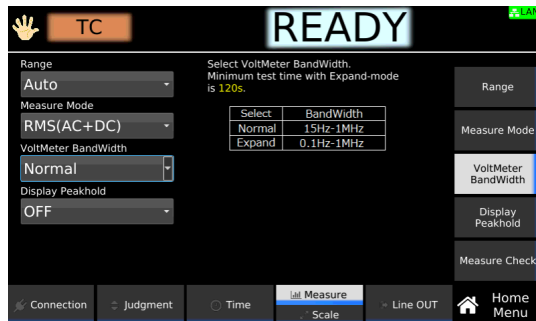 TC
READY
LAN
Range
Auto
Measure Mode
RMS(AC+DC)
VoltMeter BandWidth
Normal
Display Peakhold
OFF
Select VoltMeter BandWidth.
Minimum test time with Expand-mode
is 120s.
Select BandWidth
Normal 15Hz-1MHz
Expand 0.1Hz-1MHz
Range
Measure Mode
VoltMeter
BandWidth
Display
Peakhold
Measure Check
Connection
Judgment
Time
Measure
Scale
Line OUT
Home
Menu